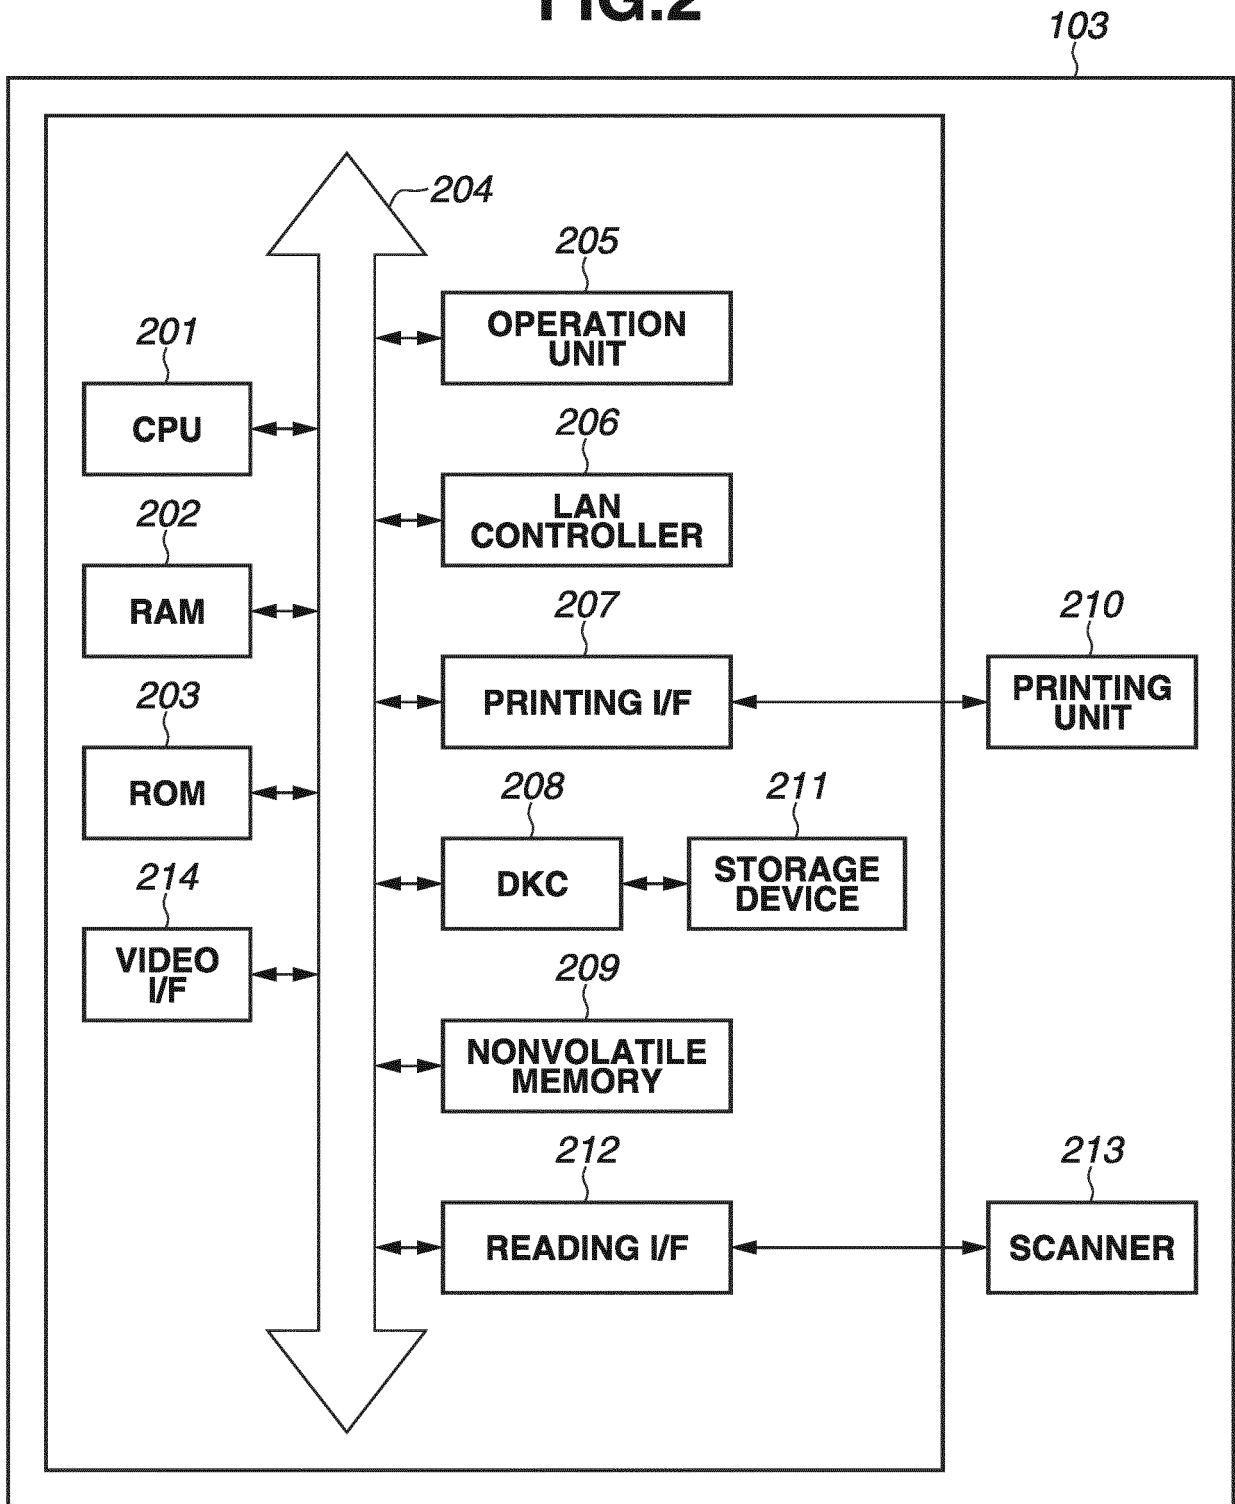 FIG.2
103
204
205
OPERATION
UNIT
201
CPU
206
LAN
CONTROLLER
202
RAM
207
PRINTING I/F
210
PRINTING
UNIT
203
ROM
208
DKC
211
STORAGE
DEVICE
214
VIDEO
I/F
209
NONVOLATILE
MEMORY
212
READING I/F
213
SCANNER